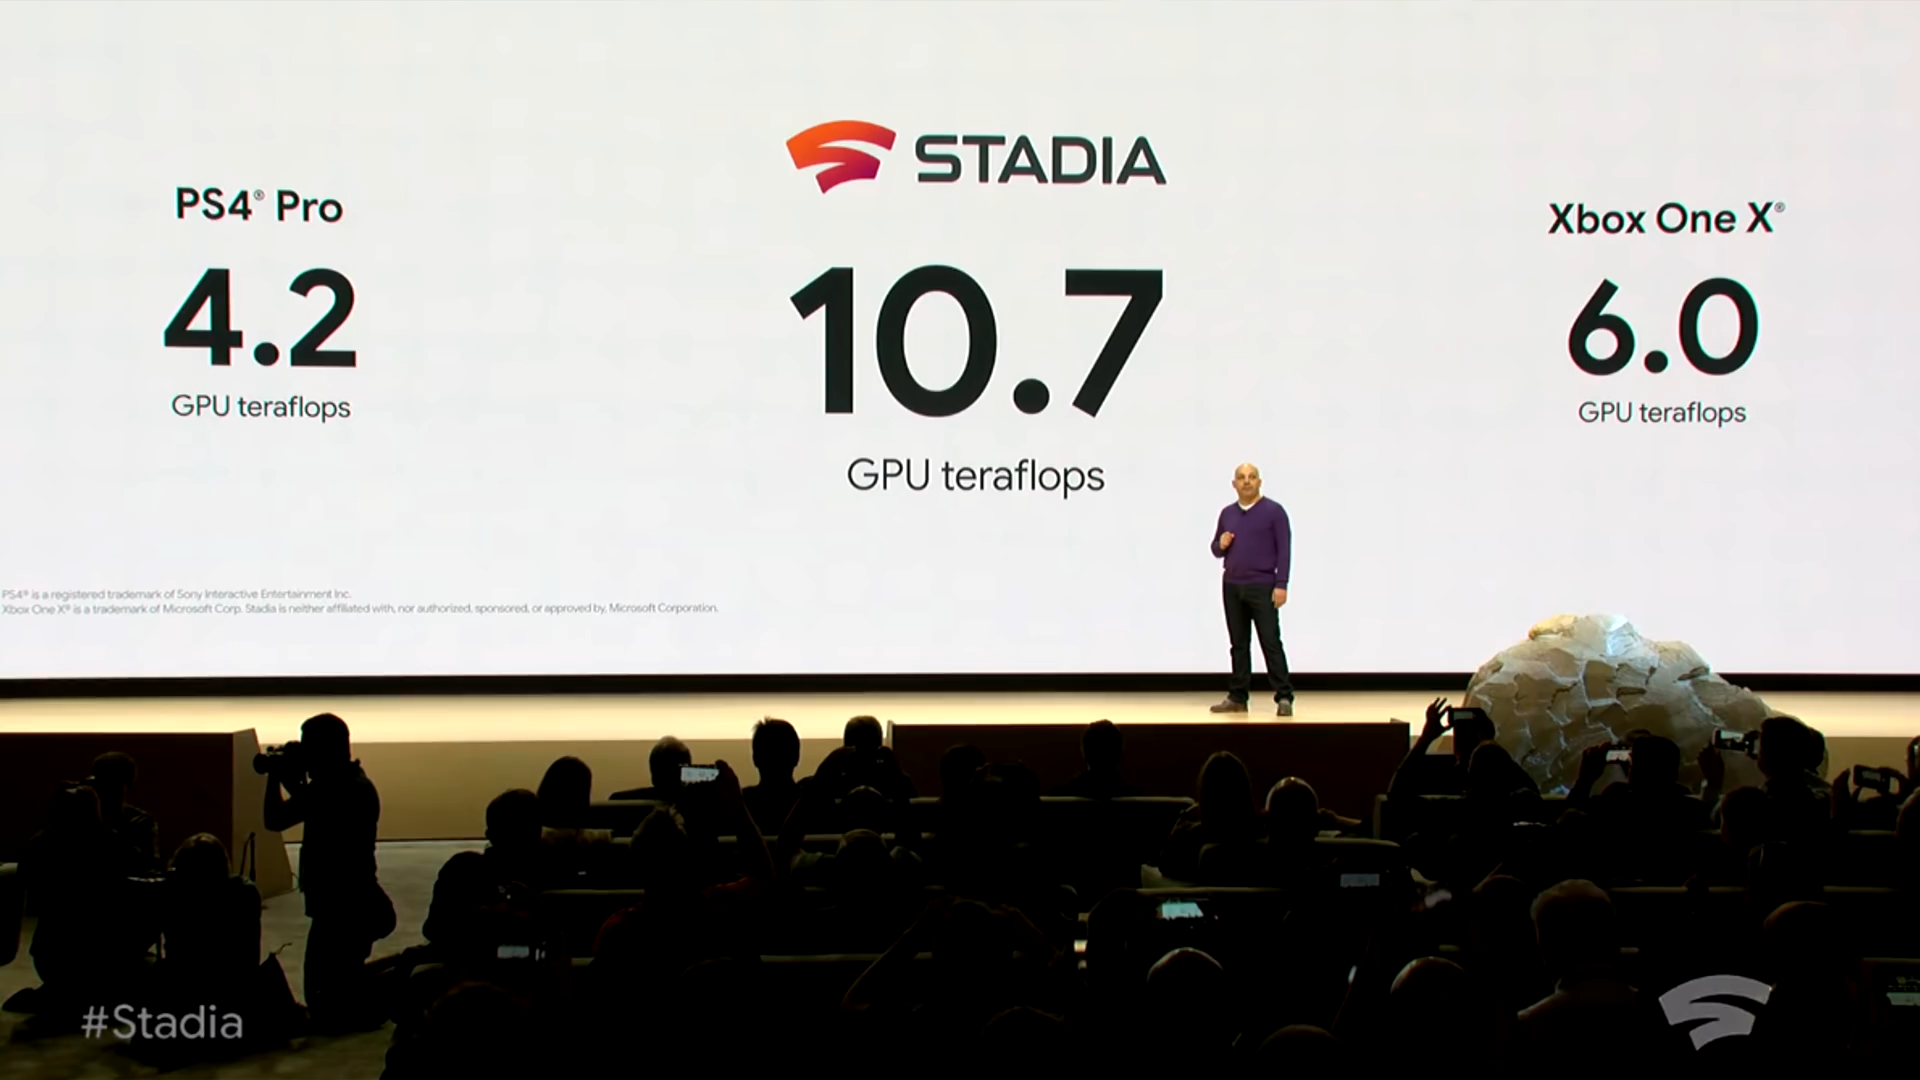 STADIA
PS4® Pro
Xbox One X®
4.2
10.7
6.0
GPU teraflops
GPU teraflops
GPU teraflops
PS4® is a registered trademark of Sony Interactive Entertainment Inc.
Xbox One X® is a trademark of Microsoft Corp. Stadia is neither affiliated with, nor authorized, sponsored, or approved by, Microsoft Corporation.
#Stadia